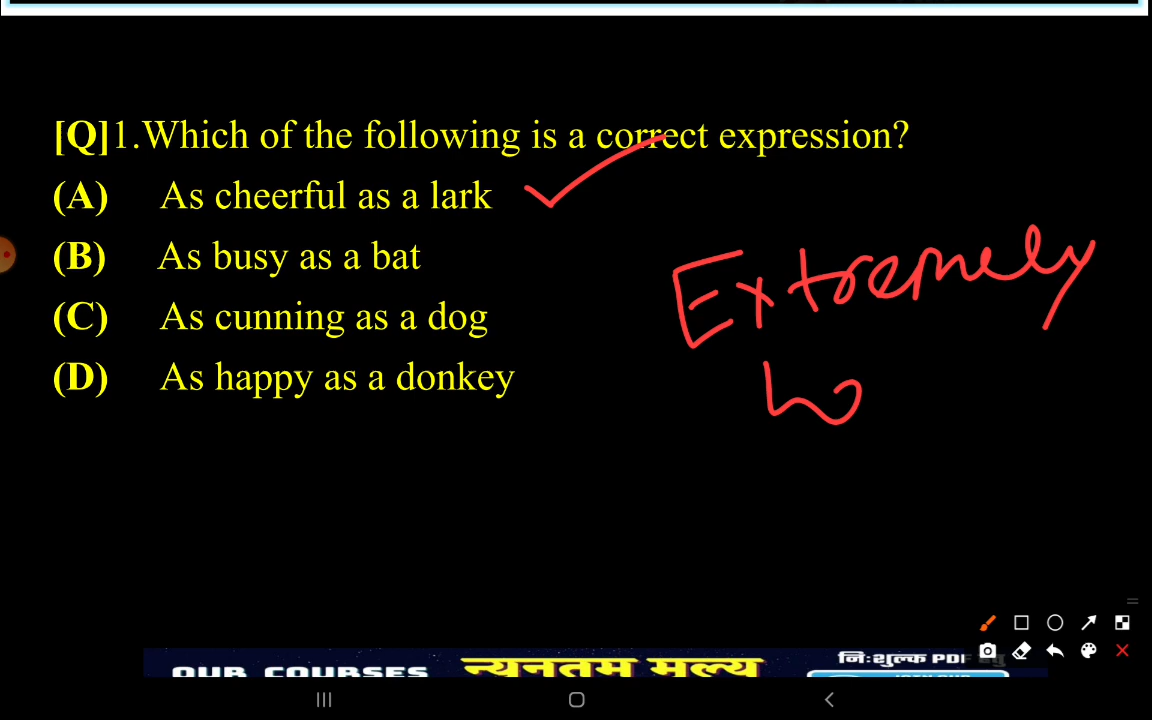 [Q]1.Which of the following is a correct expression?
(A) As cheerful as a lark
(B) As busy as a bat
(C) As cunning as a dog
(D) As happy as a donkey
Extremely
OUR COURSES न्यूनतम मूल्य नि:शुल्क PDF